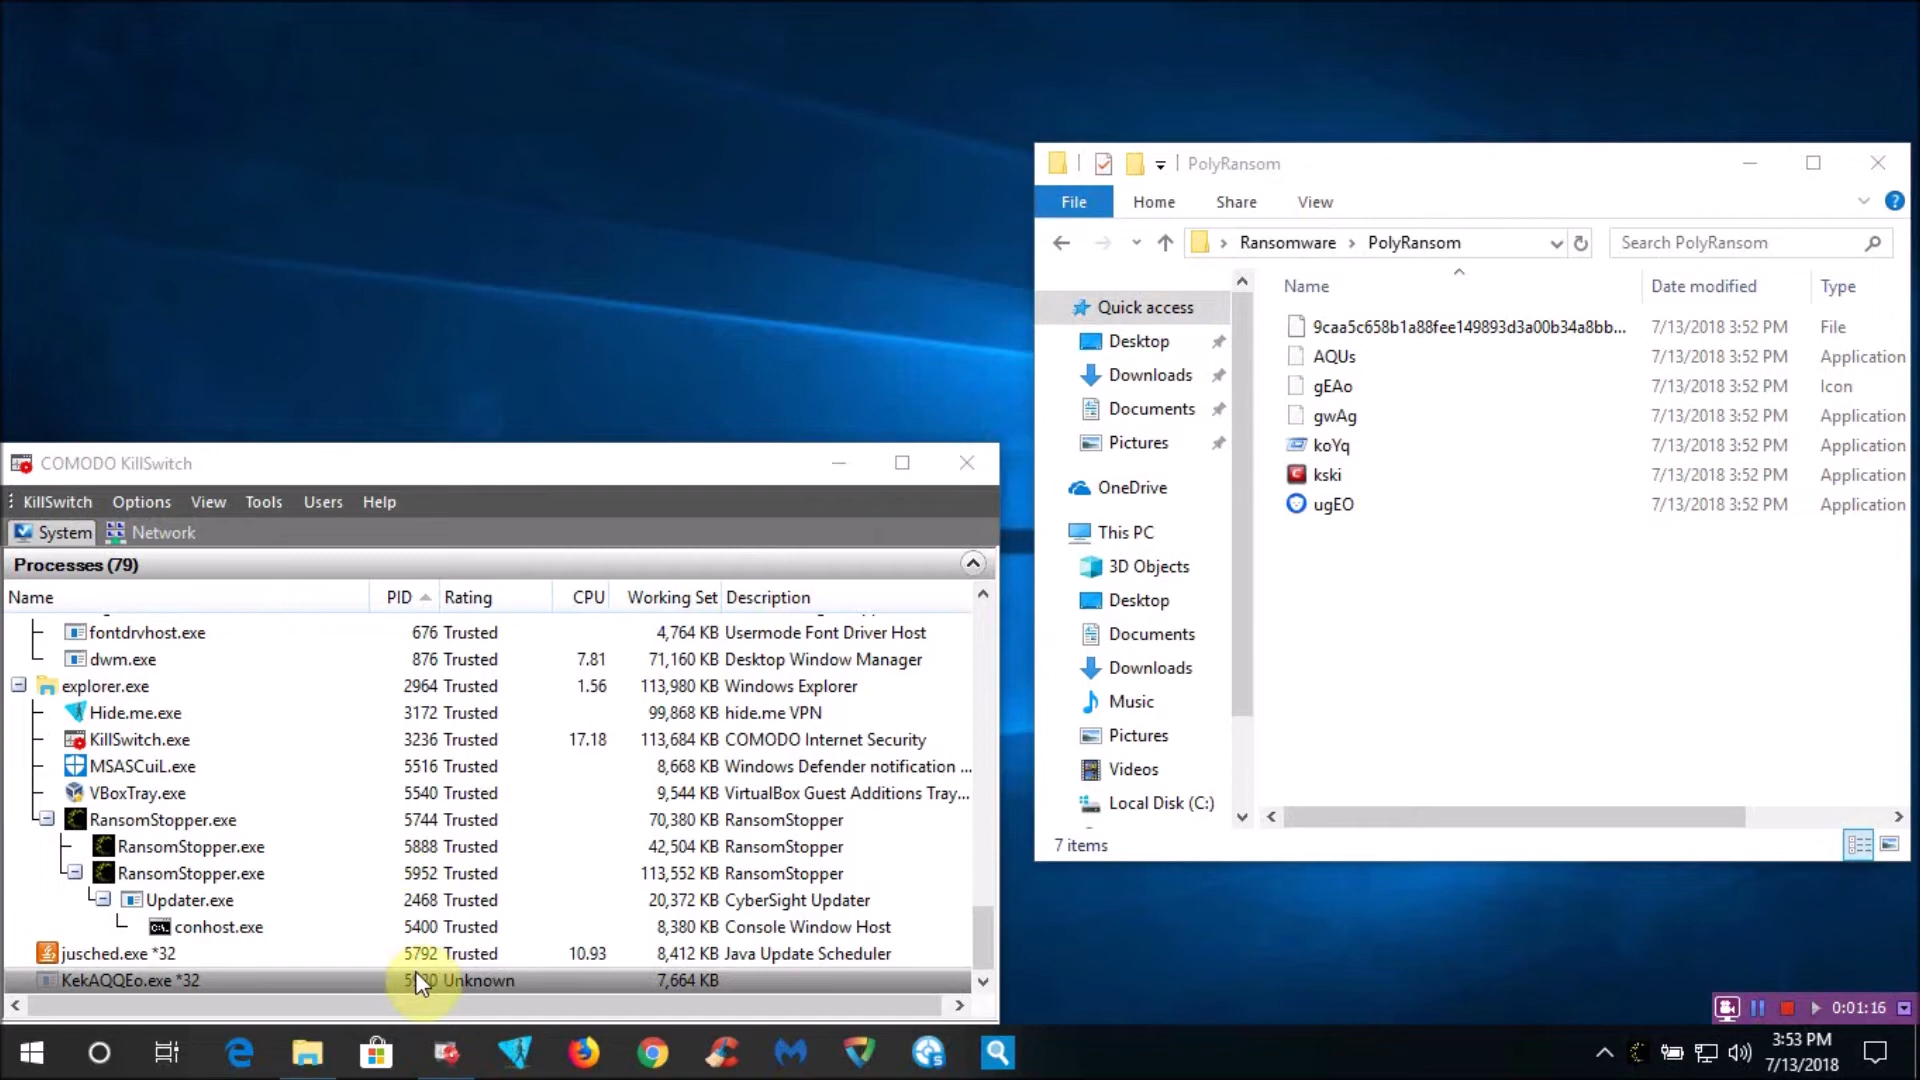 PolyRansom
File Home Share View
Ransomware > PolyRansom
Search PolyRansom
Name Date modified Type
Quick access
Desktop
Downloads
Documents
Pictures
OneDrive
This PC
3D Objects
Desktop
Documents
Downloads
Music
Pictures
Videos
Local Disk (C:)
9caa5c658b1a88fee149893d3a00b34a8bb... 7/13/2018 3:52 PM File
AQUs 7/13/2018 3:52 PM Application
gEAo 7/13/2018 3:52 PM Icon
gwAg 7/13/2018 3:52 PM Application
koYq 7/13/2018 3:52 PM Application
kski 7/13/2018 3:52 PM Application
ugEO 7/13/2018 3:52 PM Application
7 items
COMODO KillSwitch
KillSwitch Options View Tools Users Help
System Network
Processes (79)
Name PID Rating CPU Working Set Description
fontdrvhost.exe 676 Trusted 4,764 KB Usermode Font Driver Host
dwm.exe 876 Trusted 7.81 71,160 KB Desktop Window Manager
explorer.exe 2964 Trusted 1.56 113,980 KB Windows Explorer
Hide.me.exe 3172 Trusted 99,868 KB hide.me VPN
KillSwitch.exe 3236 Trusted 17.18 113,684 KB COMODO Internet Security
MSASCuiL.exe 5516 Trusted 8,668 KB Windows Defender notification ...
VBoxTray.exe 5540 Trusted 9,544 KB VirtualBox Guest Additions Tray...
RansomStopper.exe 5744 Trusted 70,380 KB RansomStopper
RansomStopper.exe 5888 Trusted 42,504 KB RansomStopper
RansomStopper.exe 5952 Trusted 113,552 KB RansomStopper
Updater.exe 2468 Trusted 20,372 KB CyberSight Updater
conhost.exe 5400 Trusted 8,380 KB Console Window Host
jusched.exe *32 5792 Trusted 10.93 8,412 KB Java Update Scheduler
KekAQQEo.exe *32 Unknown 7,664 KB
0:01:16
3:53 PM
7/13/2018